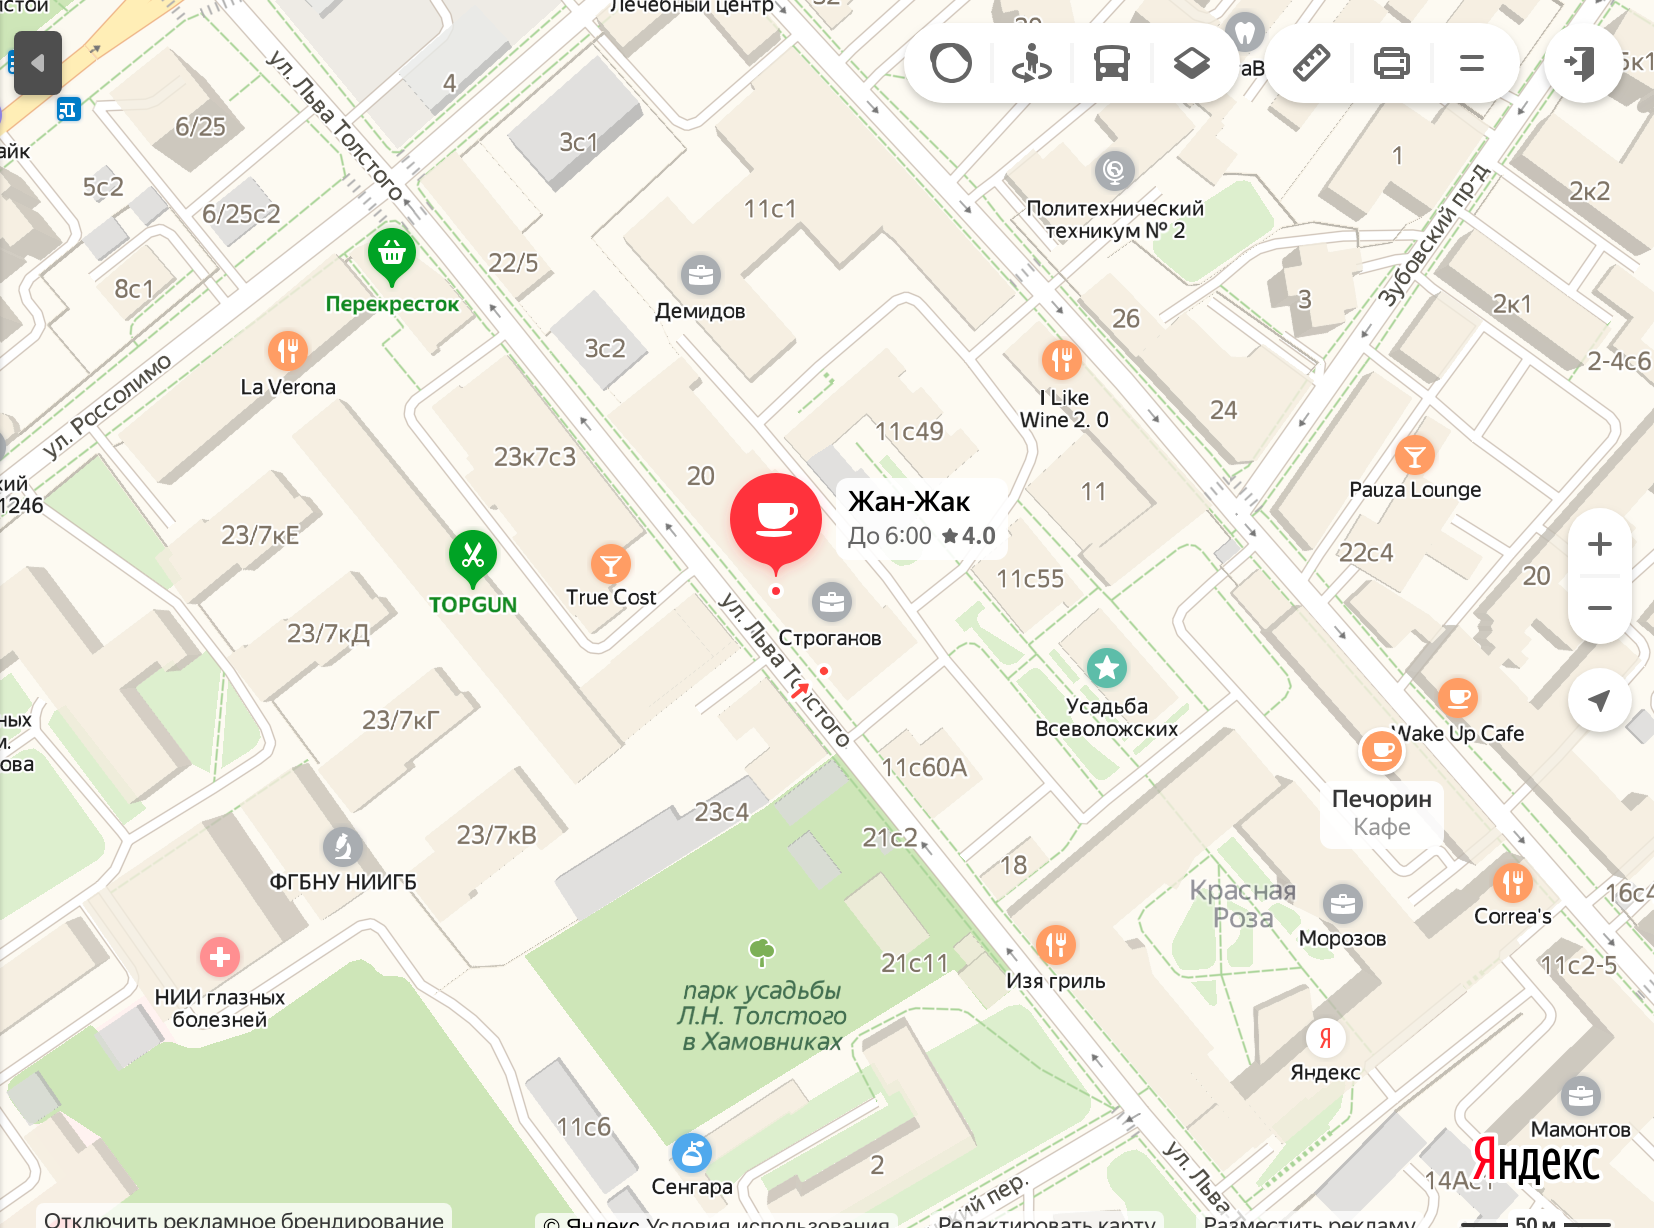 лстой
Лечебный центр
4
6/25
айк
5с2
6/25с2
8с1
ул. Льва Толстого
3с1
11с1
22/5
Перекресток
La Verona
ул. Россолимо
Демидов
3с2
Политехнический
техникум № 2
1
2к2
Зубовский пр-д
3
2к1
26
2-4с6
I Like
Wine 2. 0
24
11с49
23к7с3
20
11
Pauza Lounge
кий
1246
23/7кЕ
Жан-Жак
До 6:00 4.0
22с4
20
TOPGUN
True Cost
11с55
ул. Льва Толстого
Строганов
23/7кД
23/7кГ
Усадьба
Всеволожских
Wake Up Cafe
ных
м.
ова
11с60А
23с4
Печорин
Кафе
23/7кВ
21с2
18
ФГБНУ НИИГБ
Красная
Роза
Морозов
16с4
Correa's
21с11
Изя гриль
11с2-5
НИИ глазных
болезней
парк усадьбы
Л.Н. Толстого
в Хамовниках
Я
Яндекс
11с6
Мамонтов
Сенгара
2
кий пер.
ул. Льва
Яндекс
Отключить рекламное брендирование
© Яндекс Условия использования
Редактировать карту
Разместить рекламу
50 м